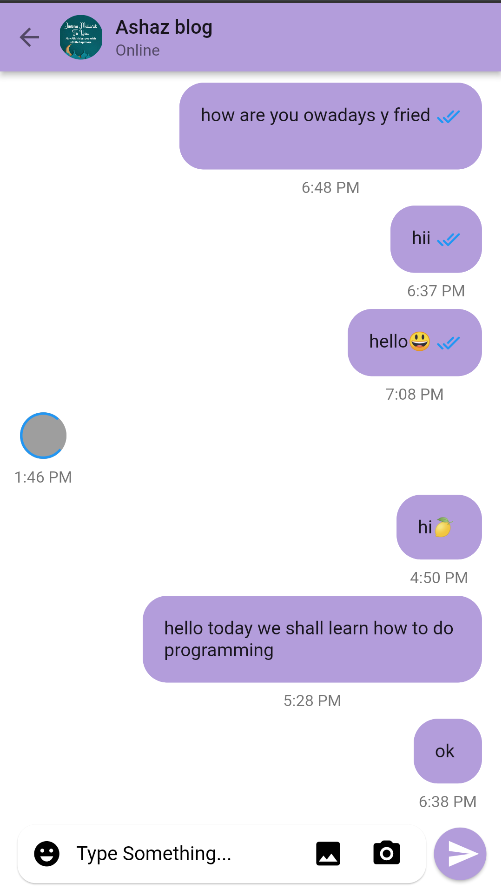 Ashaz blog
Online
how are you owadays y fried
6:48 PM
hii
6:37 PM
hello😃
7:08 PM
1:46 PM
hi🍋
4:50 PM
hello today we shall learn how to do
programming
5:28 PM
ok
6:38 PM
Type Something...